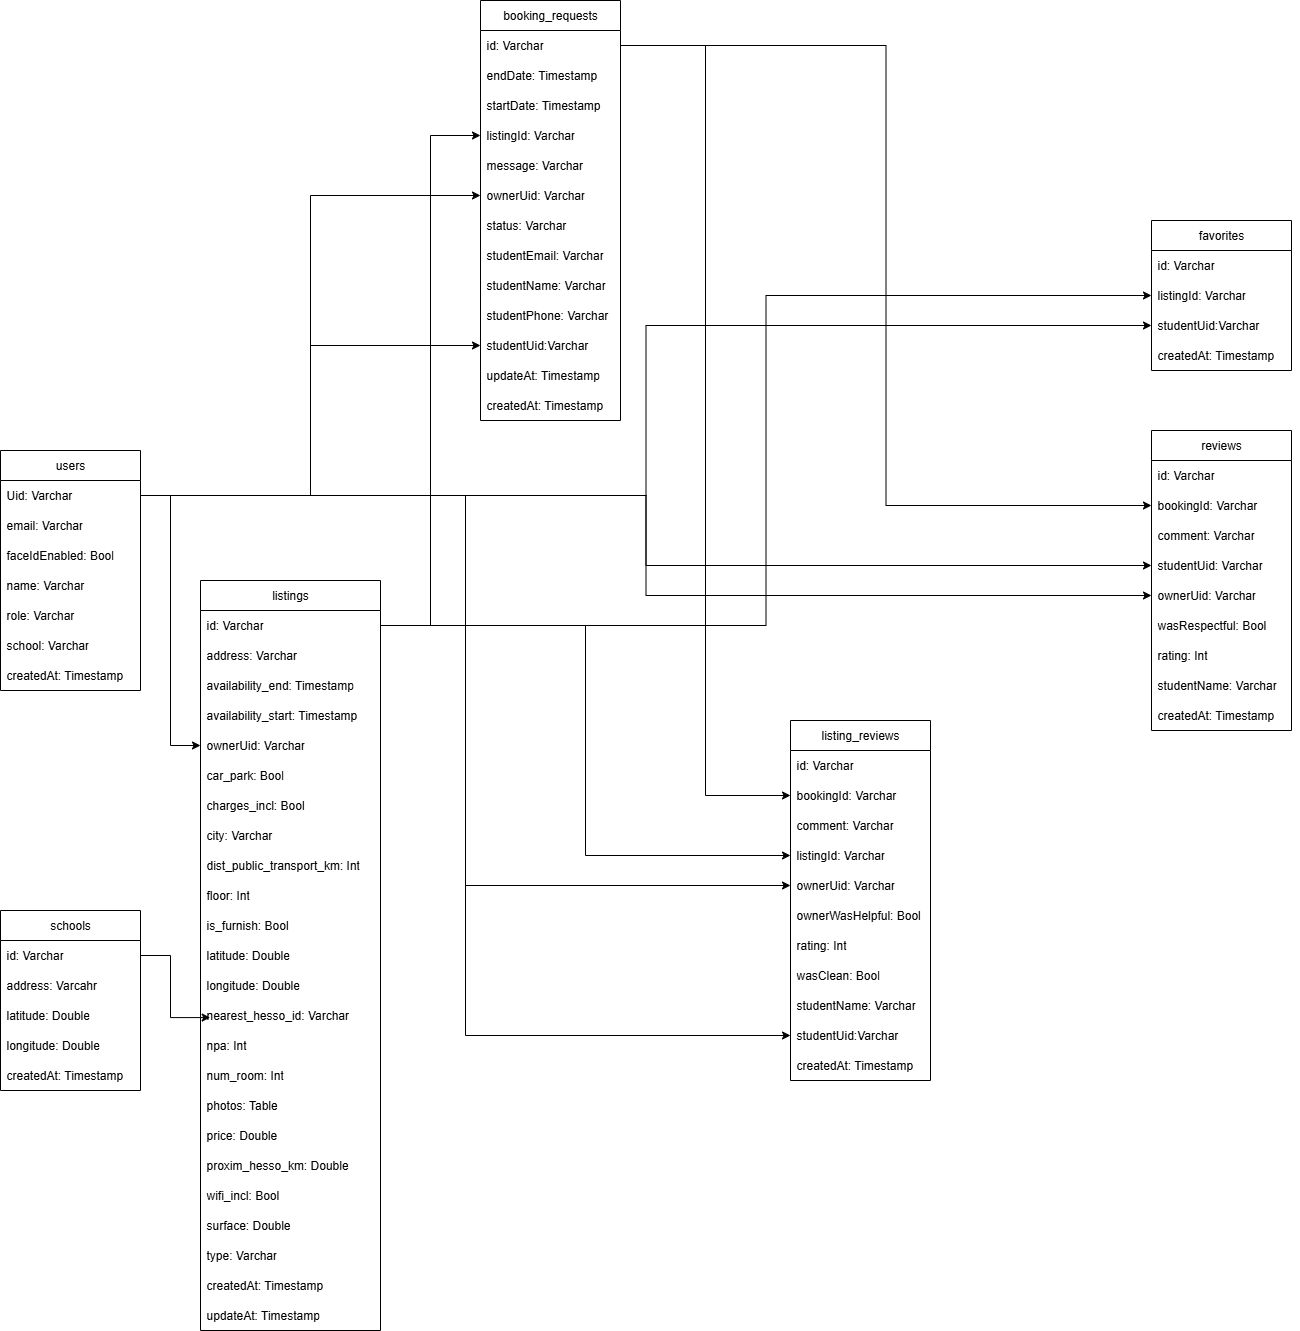 booking_requests
id: Varchar
endDate: Timestamp
startDate: Timestamp
listingId: Varchar
message: Varchar
ownerUid: Varchar
status: Varchar
studentEmail: Varchar
studentName: Varchar
studentPhone: Varchar
studentUid:Varchar
updateAt: Timestamp
createdAt: Timestamp
favorites
id: Varchar
listingId: Varchar
studentUid:Varchar
createdAt: Timestamp
reviews
id: Varchar
bookingId: Varchar
comment: Varchar
studentUid: Varchar
ownerUid: Varchar
wasRespectful: Bool
rating: Int
studentName: Varchar
createdAt: Timestamp
users
Uid: Varchar
email: Varchar
faceIdEnabled: Bool
name: Varchar
role: Varchar
school: Varchar
createdAt: Timestamp
listings
id: Varchar
address: Varchar
availability_end: Timestamp
availability_start: Timestamp
ownerUid: Varchar
car_park: Bool
charges_incl: Bool
city: Varchar
dist_public_transport_km: Int
floor: Int
is_furnish: Bool
latitude: Double
longitude: Double
nearest_hesso_id: Varchar
npa: Int
num_room: Int
photos: Table
price: Double
proxim_hesso_km: Double
wifi_incl: Bool
surface: Double
type: Varchar
createdAt: Timestamp
updateAt: Timestamp
listing_reviews
id: Varchar
bookingId: Varchar
comment: Varchar
listingId: Varchar
ownerUid: Varchar
ownerWasHelpful: Bool
rating: Int
wasClean: Bool
studentName: Varchar
studentUid:Varchar
createdAt: Timestamp
schools
id: Varchar
address: Varcahr
latitude: Double
longitude: Double
createdAt: Timestamp